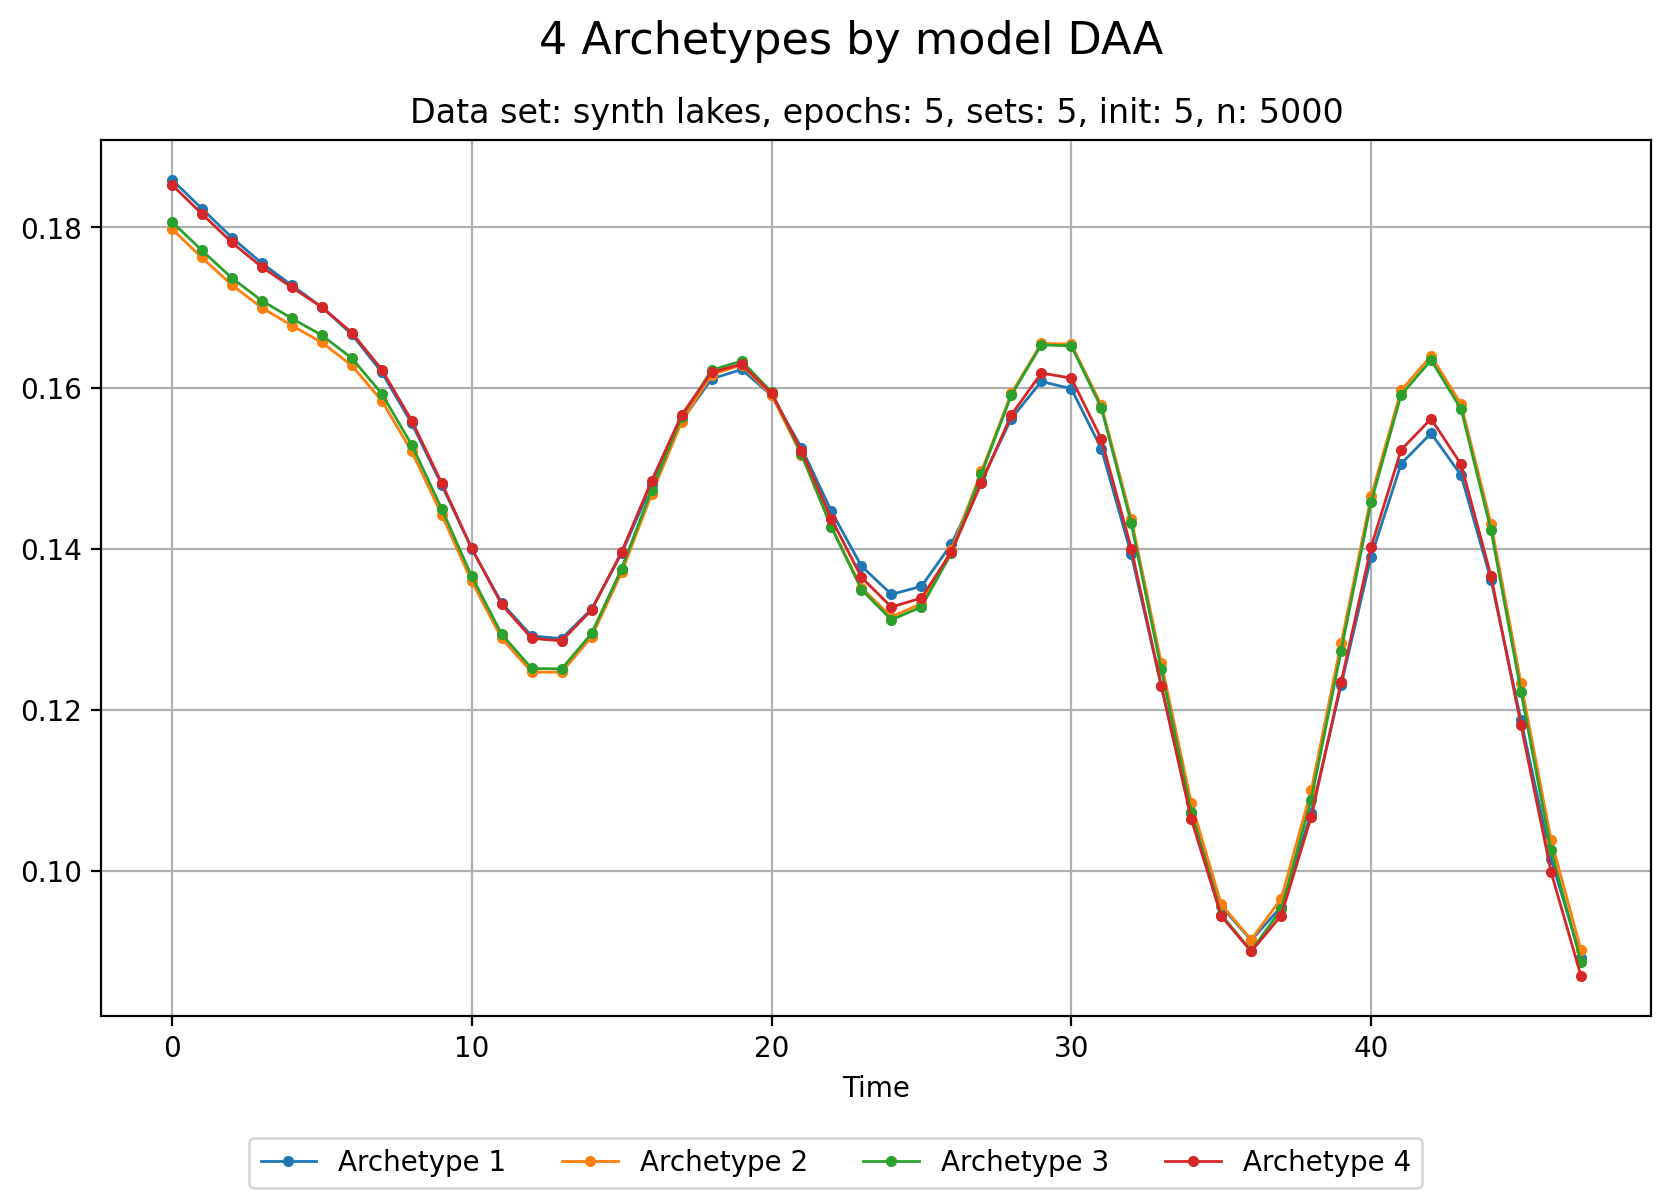 4 Archetypes by model DAA
Data set: synth lakes, epochs: 5, sets: 5, init: 5, n: 5000
0.18
0.16
0.14
0.12
0.10
0 10 20 30 40
Time
Archetype 1 Archetype 2 Archetype 3 Archetype 4